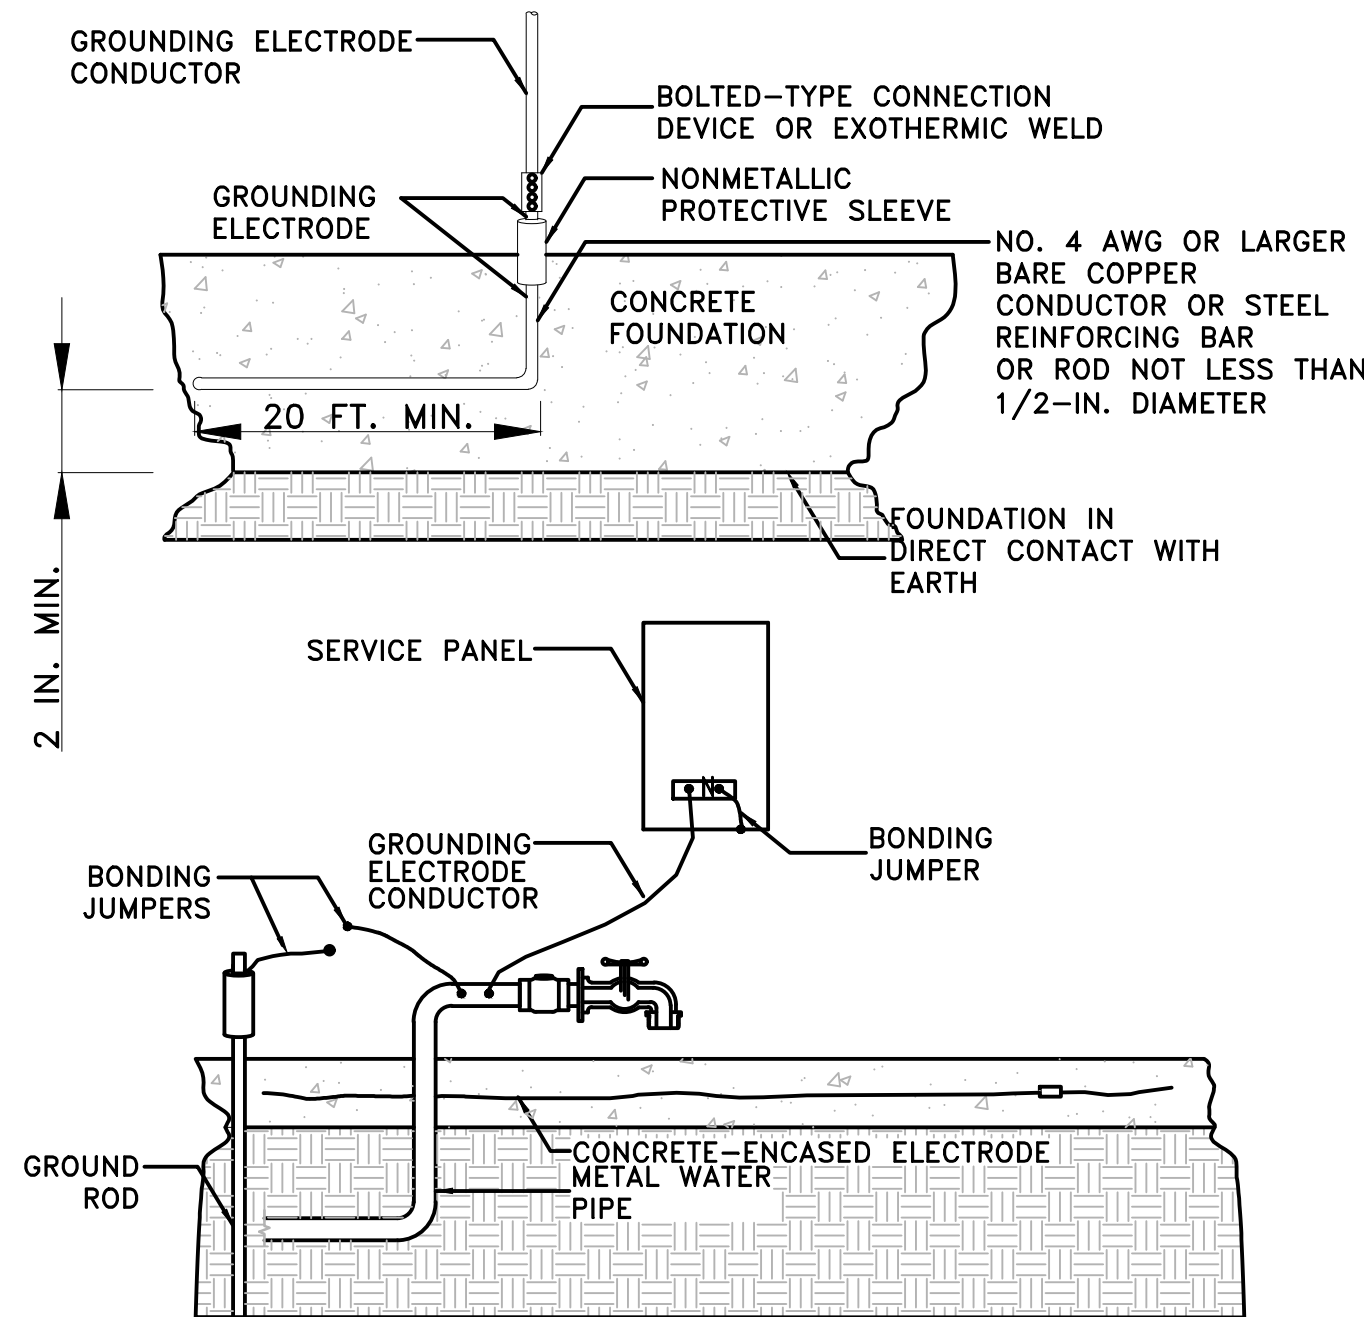 GROUNDING ELECTRODE
CONDUCTOR
BOLTED-TYPE CONNECTION
DEVICE OR EXOTHERMIC WELD
NONMETALLIC
PROTECTIVE SLEEVE
GROUNDING
ELECTRODE
NO. 4 AWG OR LARGER
BARE COPPER
CONDUCTOR OR STEEL
REINFORCING BAR
OR ROD NOT LESS THAN
1/2-IN. DIAMETER
CONCRETE
FOUNDATION
20 FT. MIN.
2 IN. MIN.
FOUNDATION IN
DIRECT CONTACT WITH
EARTH
SERVICE PANEL
N
GROUNDING
ELECTRODE
CONDUCTOR
BONDING
JUMPER
BONDING
JUMPERS
CONCRETE-ENCASED ELECTRODE
METAL WATER
PIPE
GROUND
ROD